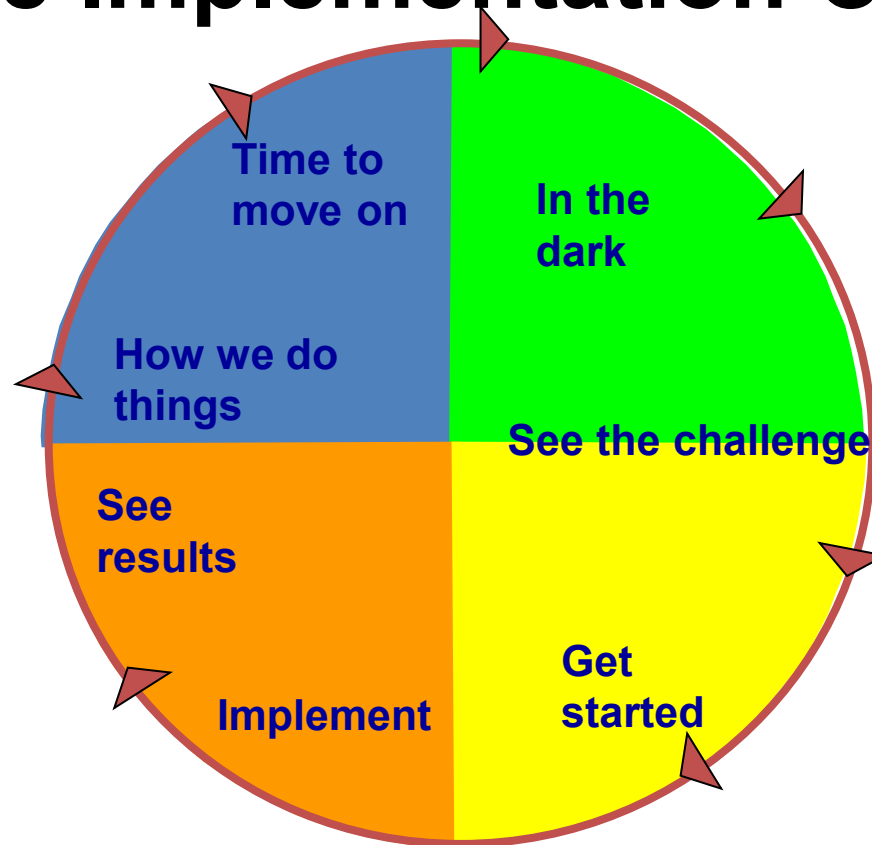 Implementation
Time to
move on
In the
dark
How we do
things
See the challenge
See
results
Get
started
Implement